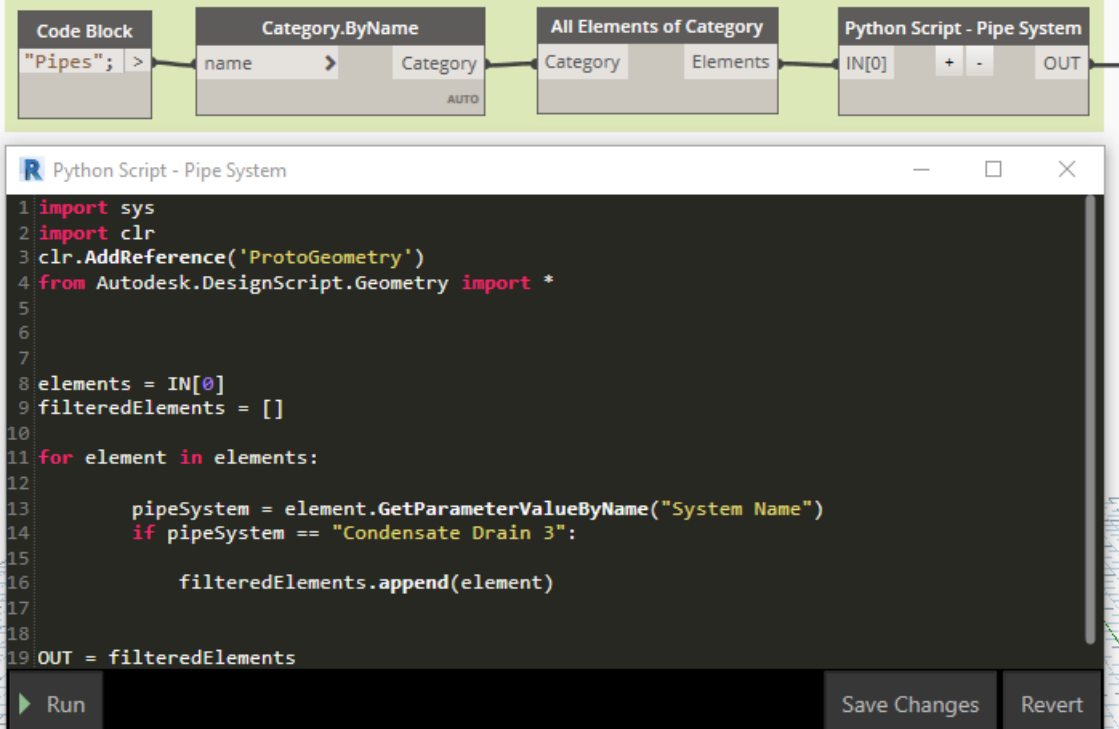 Code Block
"Pipes"; >
Category.ByName
name > Category
AUTO
All Elements of Category
Category Elements
Python Script - Pipe System
IN[0] + - OUT
R Python Script - Pipe System
1 import sys
2 import clr
3 clr.AddReference('ProtoGeometry')
4 from Autodesk.DesignScript.Geometry import *
5
6
7
8 elements = IN[0]
9 filteredElements = []
10
11 for element in elements:
12
13 pipeSystem = element.GetParameterValueByName("System Name")
14 if pipeSystem == "Condensate Drain 3":
15
16 filteredElements.append(element)
17
18
19 OUT = filteredElements
Run Save Changes Revert